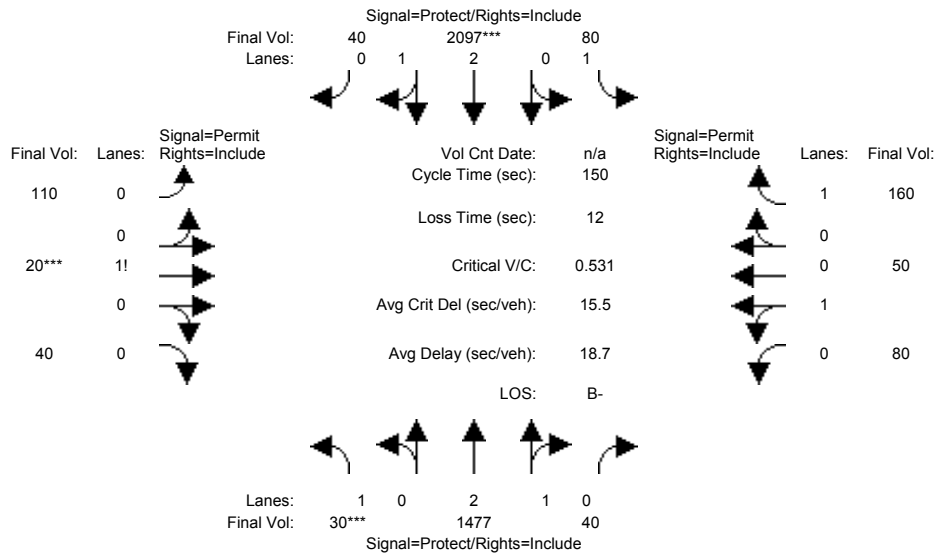 Signal=Protect/Rights=Include
Final Vol: 40 2097*** 80
Lanes: 0 1 2 0 1
Signal=Permit Signal=Permit
Final Vol: Lanes: Rights=Include Vol Cnt Date: n/a Rights=Include Lanes: Final Vol:
Cycle Time (sec): 150
110 0 1 160
Loss Time (sec): 12
0 0
20*** 1! Critical V/C: 0.531 0 50
0 Avg Crit Del (sec/veh): 15.5 1
40 0 Avg Delay (sec/veh): 18.7 0 80
LOS: B-
Lanes: 1 0 2 1 0
Final Vol: 30*** 1477 40
Signal=Protect/Rights=Include